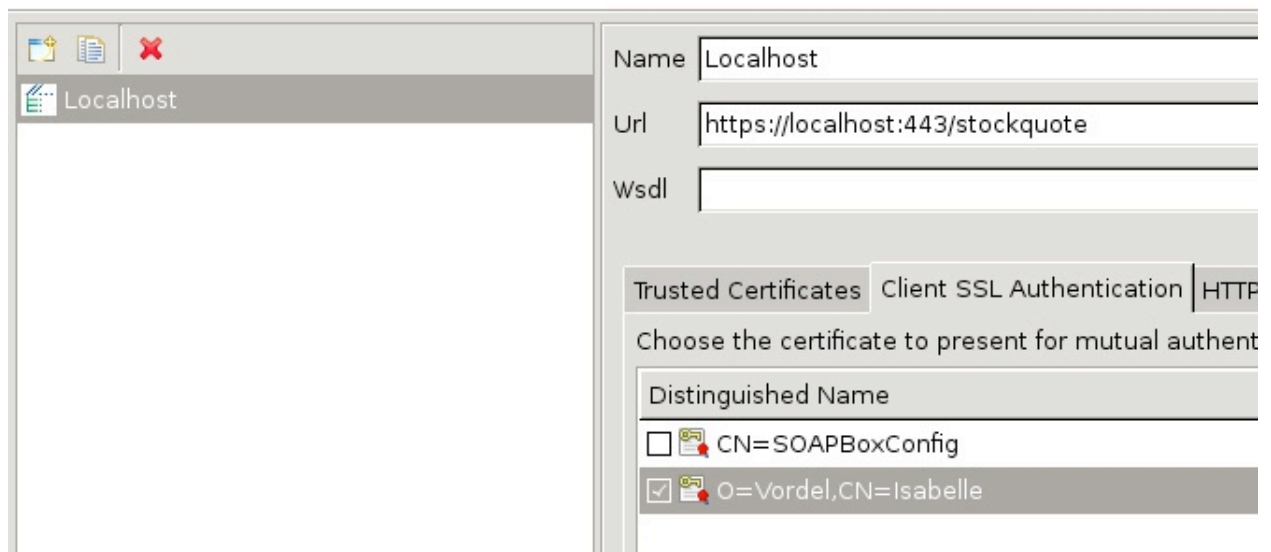 Localhost
Name Localhost
Url https://localhost:443/stockquote
Wsdl
Trusted Certificates Client SSL Authentication HTTP
Choose the certificate to present for mutual authent
Distinguished Name
CN=SOAPBoxConfig
O=Vordel,CN=Isabelle